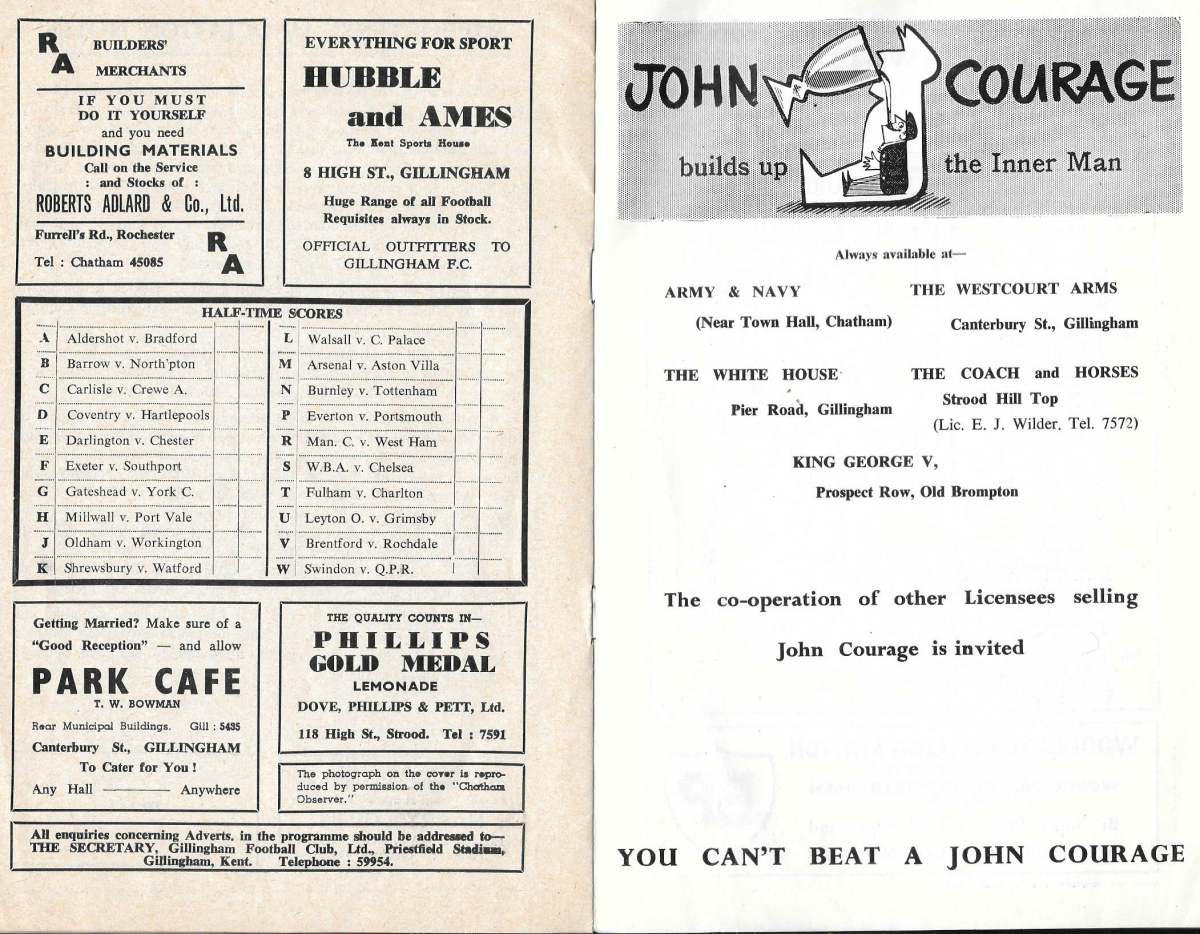 R
A
BUILDERS'
MERCHANTS
IF YOU MUST
DO IT YOURSELF
and you need
BUILDING MATERIALS
Call on the Service
: and Stocks of :
ROBERTS ADLARD & Co., Ltd.
Furrell's Rd., Rochester
Tel : Chatham 45085
R
A
EVERYTHING FOR SPORT
HUBBLE
and AMES
The Kent Sports House
8 HIGH ST., GILLINGHAM
Huge Range of all Football
Requisites always in Stock.
OFFICIAL OUTFITTERS TO
GILLINGHAM F.C.
HALF-TIME SCORES
A Aldershot v. Bradford
B Barrow v. North'pton
C Carlisle v. Crewe A.
D Coventry v. Hartlepools
E Darlington v. Chester
F Exeter v. Southport
G Gateshead v. York C.
H Millwall v. Port Vale
J Oldham v. Workington
K Shrewsbury v. Watford
L Walsall v. C. Palace
M Arsenal v. Aston Villa
N Burnley v. Tottenham
P Everton v. Portsmouth
R Man. C. v. West Ham
S W.B.A. v. Chelsea
T Fulham v. Charlton
U Leyton O. v. Grimsby
V Brentford v. Rochdale
W Swindon v. Q.P.R.
Getting Married? Make sure of a
"Good Reception" — and allow
PARK CAFE
T. W. BOWMAN
Rear Municipal Buildings. Gill : 5435
Canterbury St., GILLINGHAM
To Cater for You !
Any Hall ——— Anywhere
THE QUALITY COUNTS IN—
PHILLIPS
GOLD MEDAL
LEMONADE
DOVE, PHILLIPS & PETT, Ltd.
118 High St., Strood. Tel : 7591
The photograph on the cover is repro-
duced by permission of the "Chatham
Observer."
All enquiries concerning Adverts. in the programme should be addressed to—
THE SECRETARY, Gillingham Football Club, Ltd., Priestfield Stadium,
Gillingham, Kent. Telephone : 59954.
JOHN COURAGE
builds up the Inner Man
Always available at—
ARMY & NAVY
(Near Town Hall, Chatham)
THE WESTCOURT ARMS
Canterbury St., Gillingham
THE WHITE HOUSE
Pier Road, Gillingham
THE COACH and HORSES
Strood Hill Top
(Lic. E. J. Wilder, Tel. 7572)
KING GEORGE V,
Prospect Row, Old Brompton
The co-operation of other Licensees selling
John Courage is invited
YOU CAN'T BEAT A JOHN COURAGE